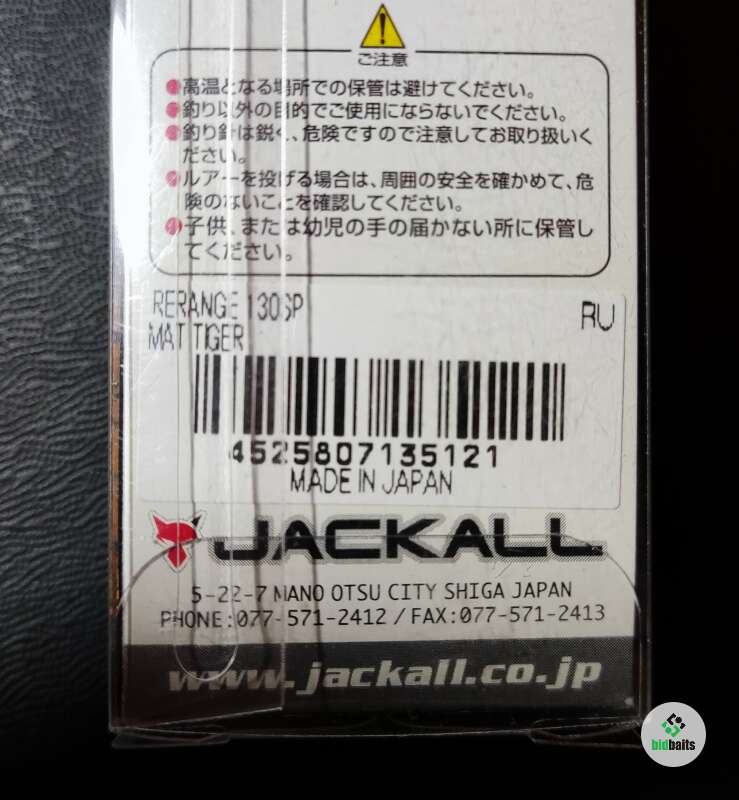 ご注意
●高温となる場所での保管は避けてください。
●釣り以外の目的でご使用にならないでください。
●釣り針は鋭く、危険ですので注意してお取り扱いく
ださい。
●ルアーを投げる場合は、周囲の安全を確かめて、危
険のないことを確認してください。
●子供、または幼児の手の届かない所に保管し
てください。
RERANGE 130SP
RU
MAT TIGER
4525807135121
MADE IN JAPAN
JACKALL
5-22-7 MANO OTSU CITY SHIGA JAPAN
PHONE:077-571-2412 / FAX:077-571-2413
www.jackall.co.jp
bidbaits